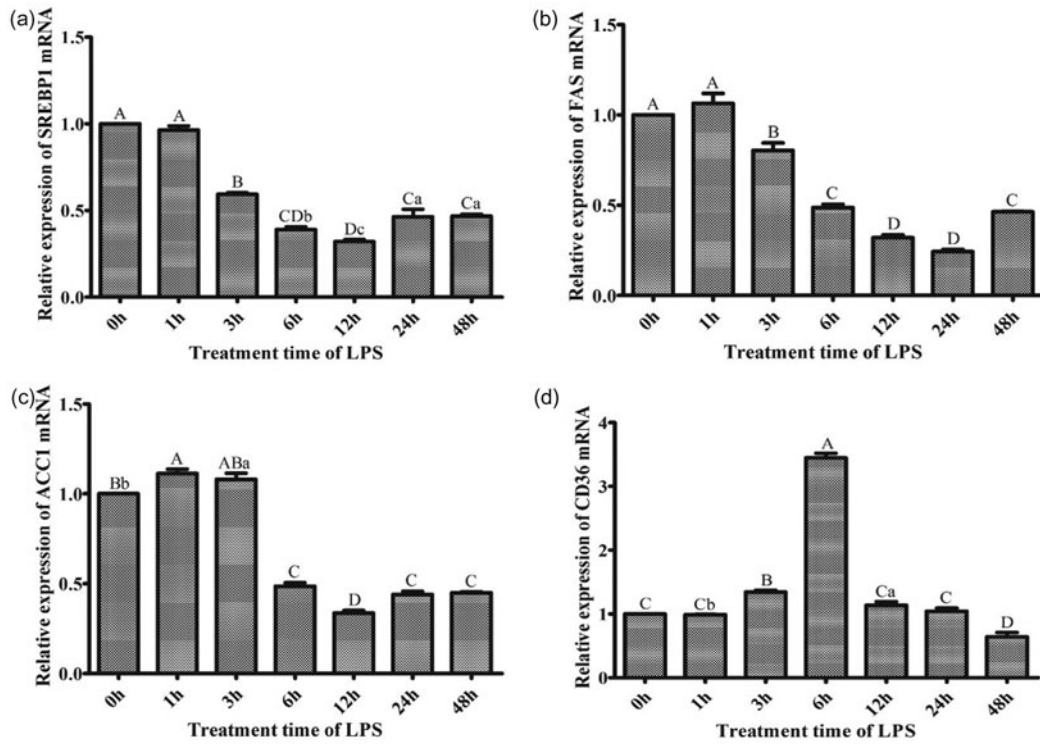 (a)
Relative expression of SREBP1 mRNA
1.5
1.0
0.5
0.0
A
A
B
CDb
Dc
Ca
Ca
0h
1h
3h
6h
12h
24h
48h
Treatment time of LPS
(b)
Relative expression of FAS mRNA
1.5
1.0
0.5
0.0
A
A
B
C
D
D
C
0h
1h
3h
6h
12h
24h
48h
Treatment time of LPS
(c)
Relative expression of ACC1 mRNA
1.5
1.0
0.5
0.0
Bb
A
ABa
C
D
C
C
0h
1h
3h
6h
12h
24h
48h
Treatment time of LPS
(d)
Relative expression of CD36 mRNA
4
3
2
1
0
C
Cb
B
A
Ca
C
D
0h
1h
3h
6h
12h
24h
48h
Treatment time of LPS